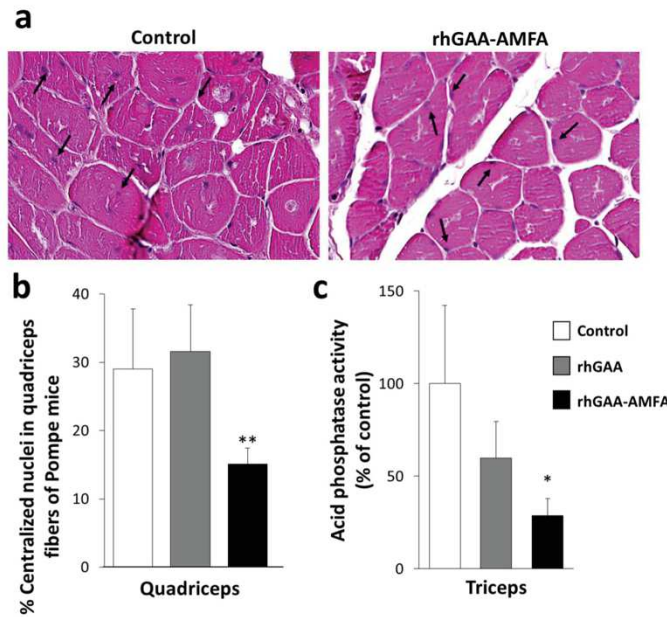 a
Control
rhGAA-AMFA
b
40
30
20
10
0
% Centralized nuclei in quadriceps
fibers of Pompe mice
**
Quadriceps
c
150
100
50
0
Acid phosphatase activity
(% of control)
*
Triceps
Control
rhGAA
rhGAA-AMFA